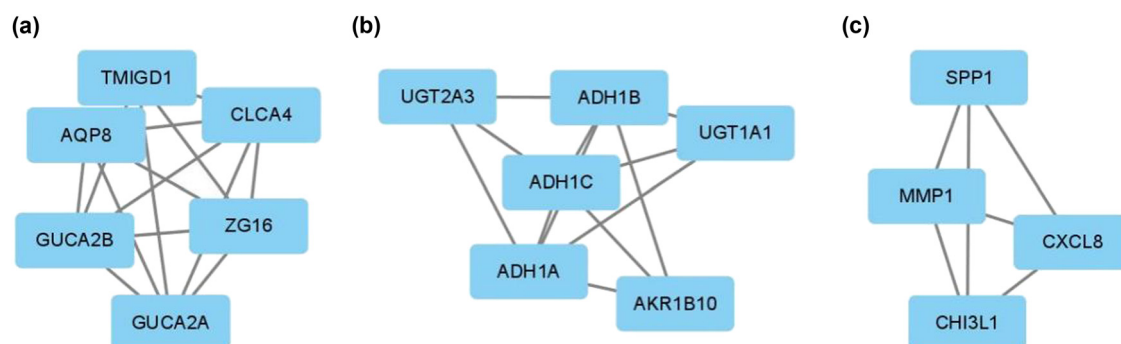 (a)
TMIGD1
CLCA4
AQP8
ZG16
GUCA2B
GUCA2A
(b)
UGT2A3
ADH1B
UGT1A1
ADH1C
ADH1A
AKR1B10
(c)
SPP1
MMP1
CXCL8
CHI3L1